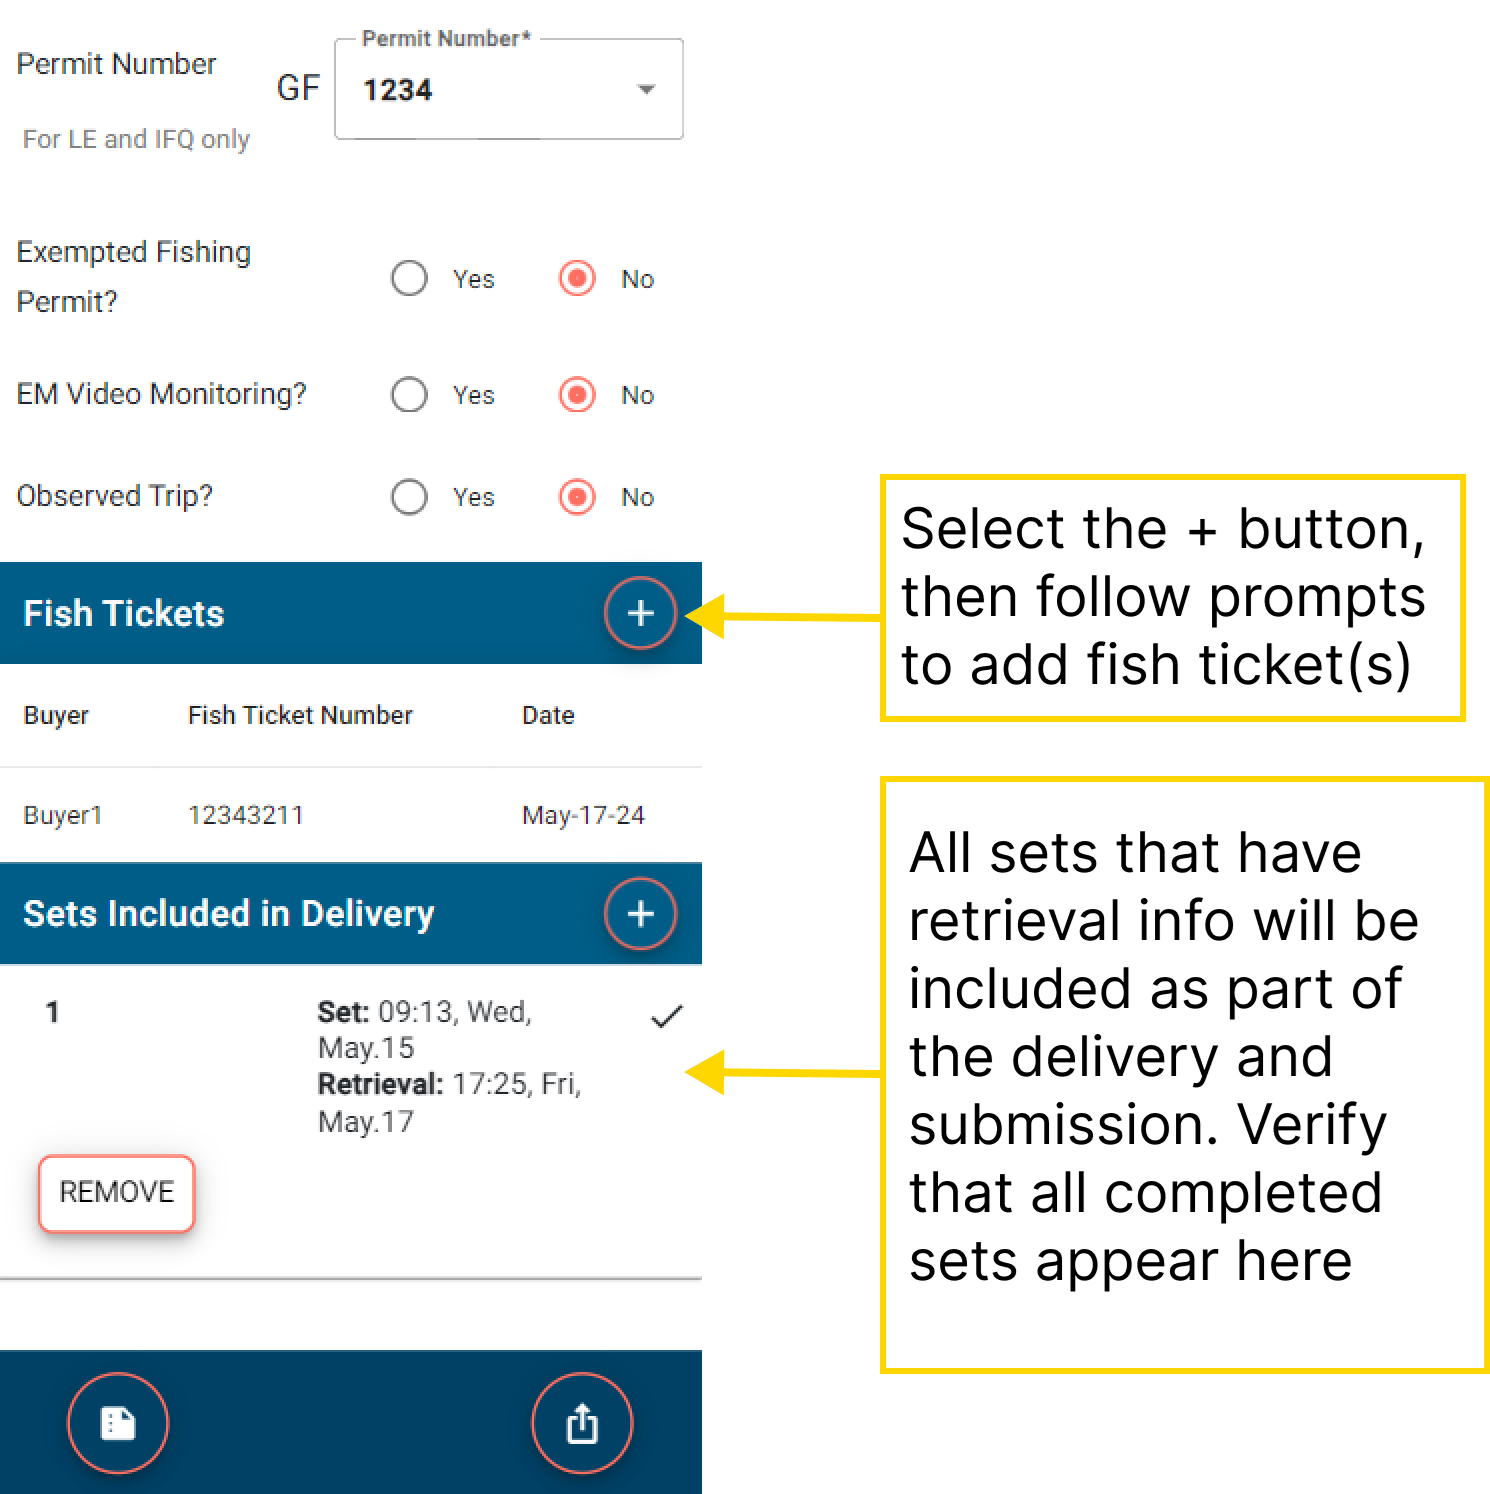 Permit Number*
Permit Number
GF 1234
For LE and IFQ only
Exempted Fishing
Permit?
Yes No
EM Video Monitoring?
Yes No
Observed Trip?
Yes No
Fish Tickets +
Buyer Fish Ticket Number Date
Buyer1 12343211 May-17-24
Sets Included in Delivery +
1
Set: 09:13, Wed,
May.15
Retrieval: 17:25, Fri,
May.17
REMOVE
Select the + button,
then follow prompts
to add fish ticket(s)
All sets that have
retrieval info will be
included as part of
the delivery and
submission. Verify
that all completed
sets appear here